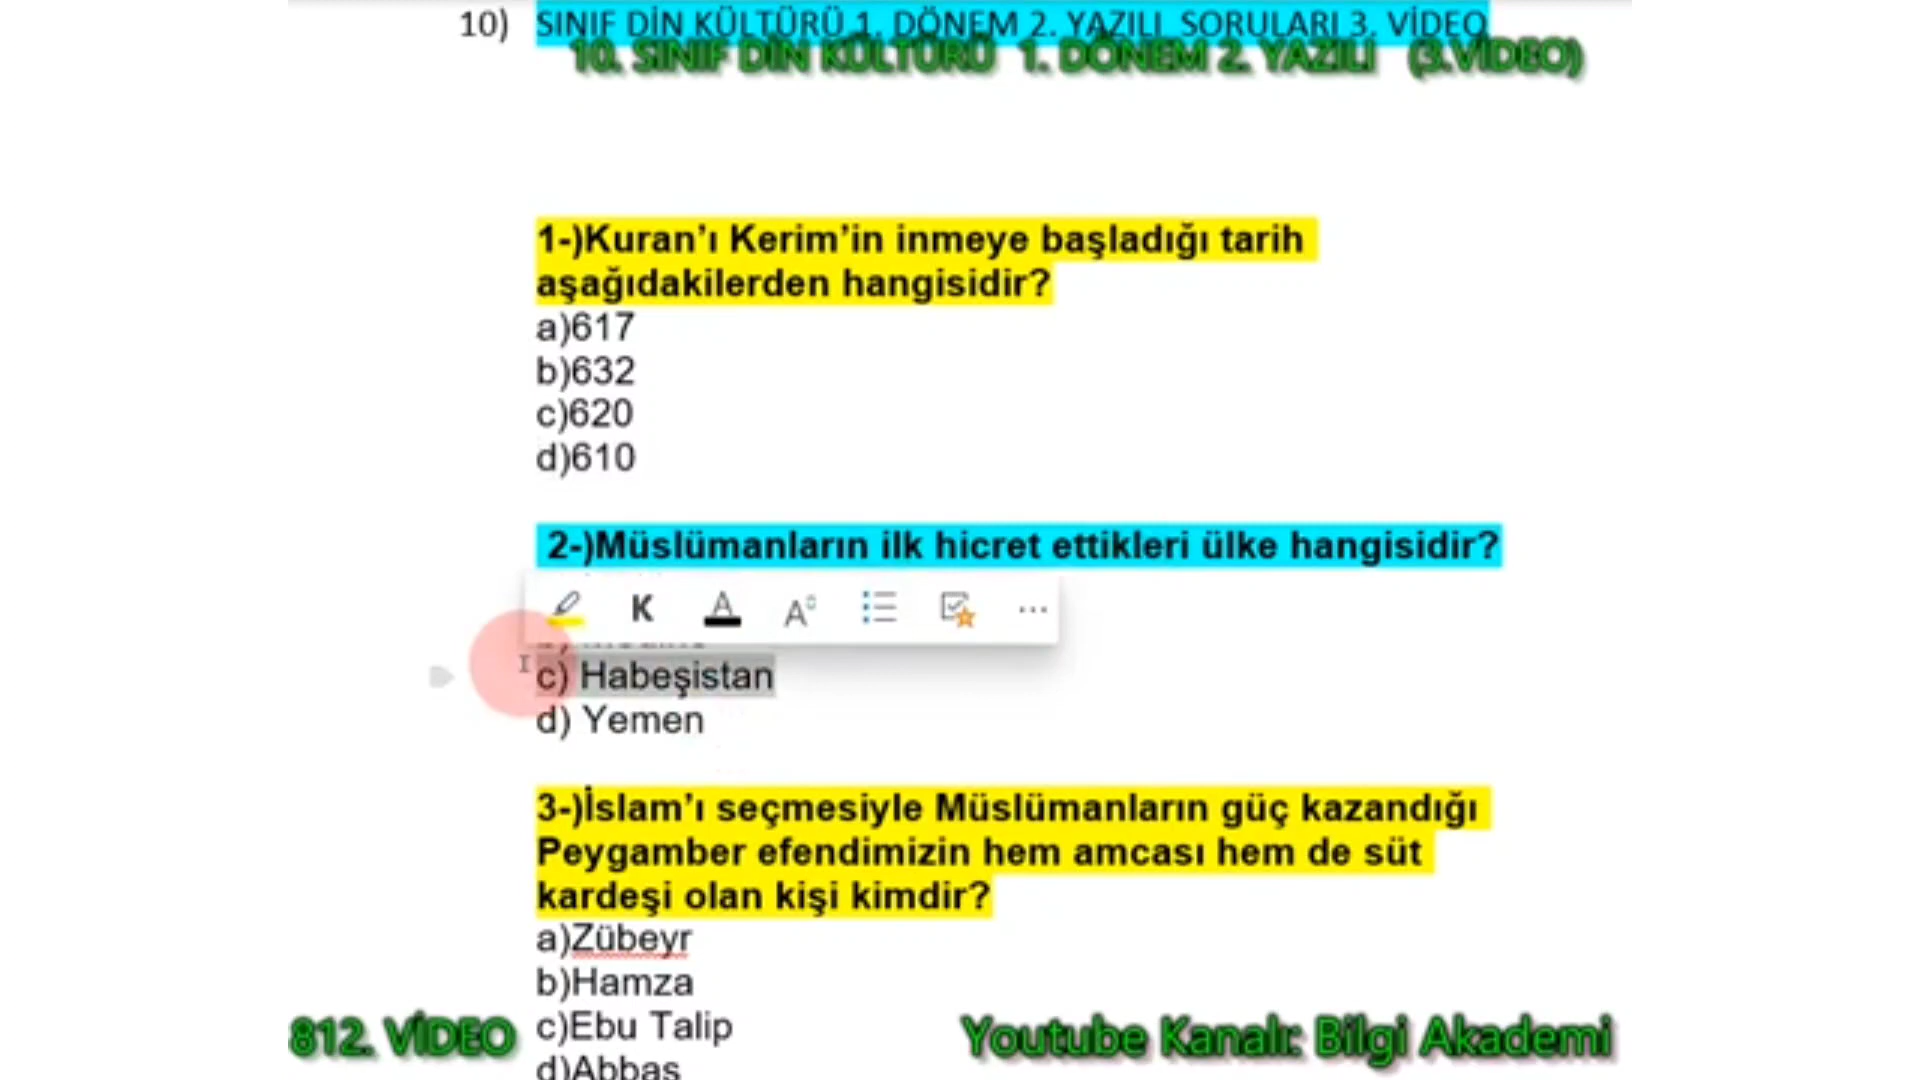 10) SINIF DİN KÜLTÜRÜ 1. DÖNEM 2. YAZILI SORULARI 3. VİDEO
10. SINIF DİN KÜLTÜRÜ 1. DÖNEM 2. YAZILI (3.VİDEO)
1-)Kuran’ı Kerim’in inmeye başladığı tarih
aşağıdakilerden hangisidir?
a)617
b)632
c)620
d)610
2-)Müslümanların ilk hicret ettikleri ülke hangisidir?
K A A
c) Habeşistan
d) Yemen
3-)İslam’ı seçmesiyle Müslümanların güç kazandığı
Peygamber efendimizin hem amcası hem de süt
kardeşi olan kişi kimdir?
a)Zübeyr
b)Hamza
c)Ebu Talip
d)Abbas
812. VİDEO
Youtube Kanalı: Bilgi Akademi